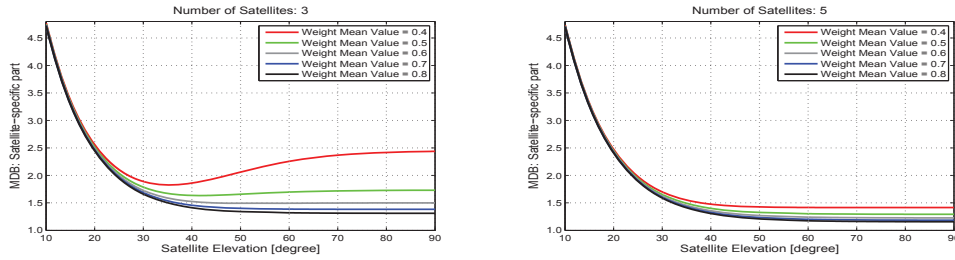 Number of Satellites: 3
MDB: Satellite-specific part
4.5
4.0
3.5
3.0
2.5
2.0
1.5
1.0
Weight Mean Value = 0.4
Weight Mean Value = 0.5
Weight Mean Value = 0.6
Weight Mean Value = 0.7
Weight Mean Value = 0.8
10 20 30 40 50 60 70 80 90
Satellite Elevation [degree]
Number of Satellites: 5
MDB: Satellite-specific part
4.5
4.0
3.5
3.0
2.5
2.0
1.5
1.0
Weight Mean Value = 0.4
Weight Mean Value = 0.5
Weight Mean Value = 0.6
Weight Mean Value = 0.7
Weight Mean Value = 0.8
10 20 30 40 50 60 70 80 90
Satellite Elevation [degree]